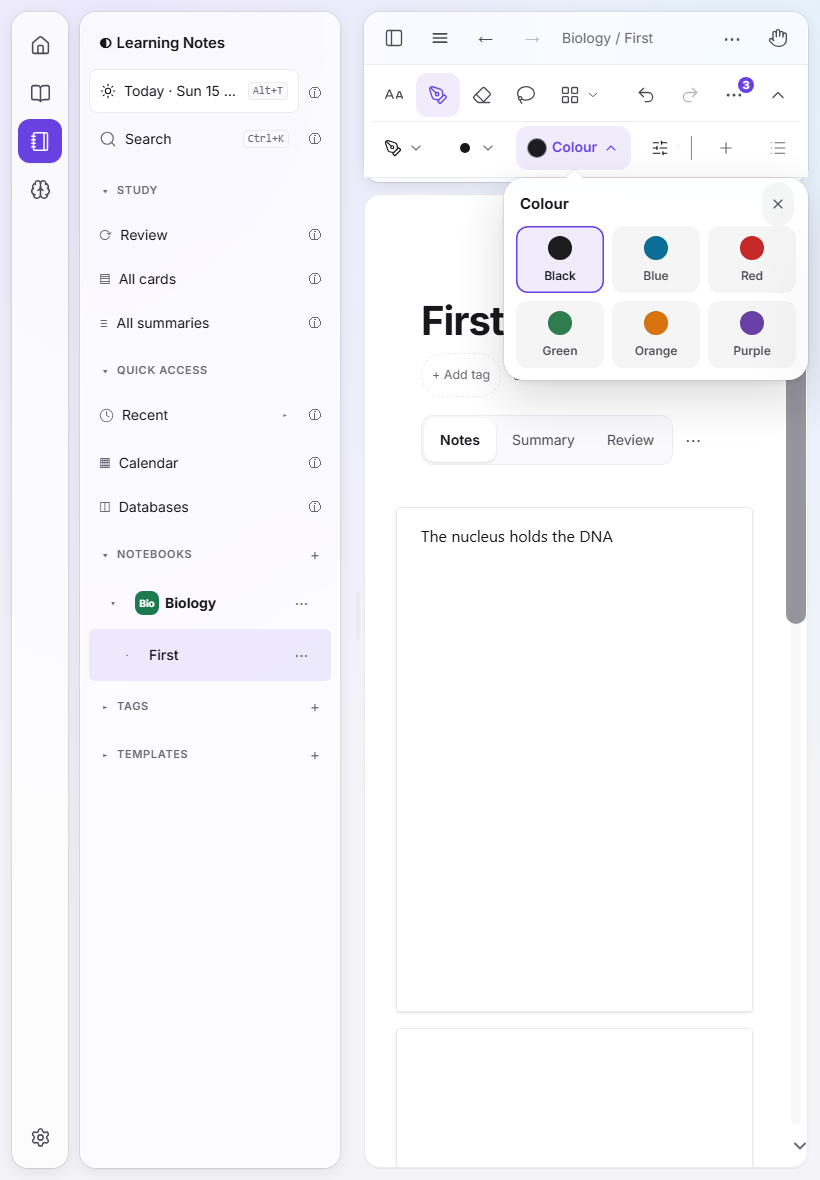 Learning Notes
Today · Sun 15 ... Alt+T
Search Ctrl+K
STUDY
Review
All cards
All summaries
QUICK ACCESS
Recent
Calendar
Databases
NOTEBOOKS
Bio Biology
First
TAGS
TEMPLATES
Biology / First
AA
3
Colour
Colour
Black
Blue
Red
Green
Orange
Purple
First
+ Add tag
Notes
Summary
Review
The nucleus holds the DNA